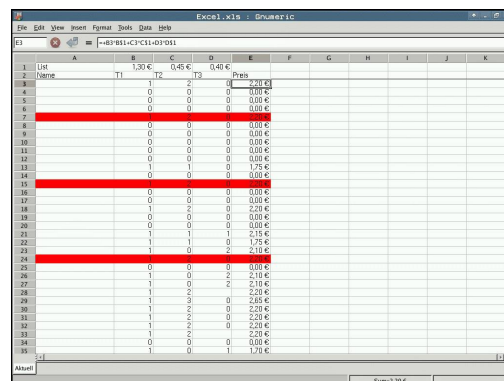 Excel.xls : Gnumeric
File Edit View Insert Format Tools Data Help
E3 = =+B3*B$1+C3*C$1+D3*D$1
A B C D E F G H I J K
1 List 1,30 € 0,45 € 0,40 €
2 Name T1 T2 T3 Preis
3 1 2 0 2,20 €
4 0 0 0 0,00 €
5 0 0 0 0,00 €
6 0 0 0 0,00 €
7
8 0 0 0 0,00 €
9 0 0 0 0,00 €
10 0 0 0 0,00 €
11 0 0 0 0,00 €
12 0 0 0 0,00 €
13 1 1 0 1,75 €
14 0 0 0 0,00 €
15
16 0 0 0 0,00 €
17 0 0 0 0,00 €
18 1 2 0 2,20 €
19 0 0 0 0,00 €
20 0 0 0 0,00 €
21 1 1 1 2,15 €
22 1 1 0 1,75 €
23 1 0 2 2,10 €
24
25 0 0 0 0,00 €
26 1 0 2 2,10 €
27 1 0 2 2,10 €
28 1 2 2,20 €
29 1 3 0 2,65 €
30 1 2 0 2,20 €
31 1 2 0 2,20 €
32 1 2 0 2,20 €
33 1 2 2,20 €
34 0 0 0 0,00 €
35 1 0 1 1,70 €
Aktuell